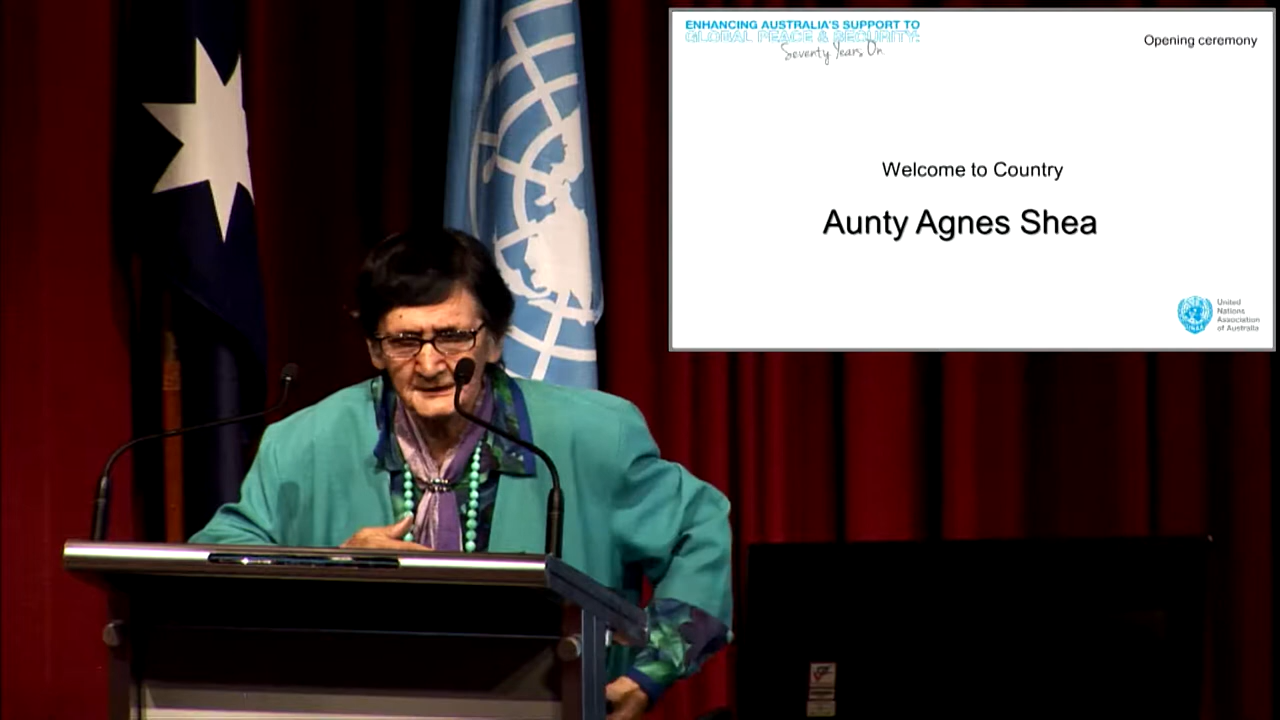 ENHANCING AUSTRALIA'S SUPPORT TO
GLOBAL PEACE & SECURITY:
Seventy Years On
Opening ceremony
Welcome to Country
Aunty Agnes Shea
United
Nations
Association
of Australia